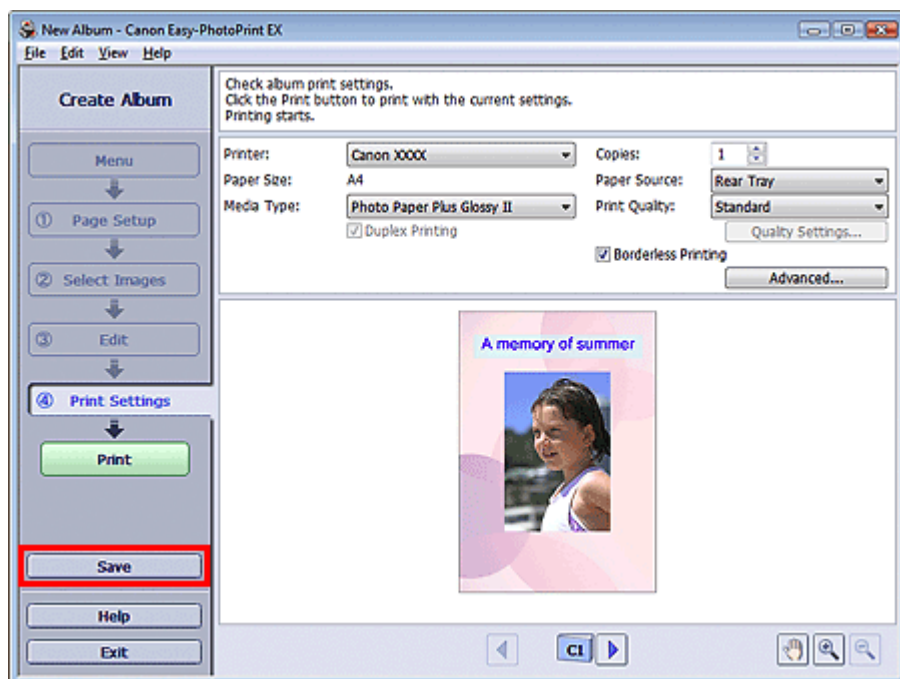 New Album - Canon Easy-PhotoPrint EX
File Edit View Help
Create Album
Menu
① Page Setup
② Select Images
③ Edit
④ Print Settings
Print
Save
Help
Exit
Check album print settings.
Click the Print button to print with the current settings.
Printing starts.
Printer: Canon XXXX Copies: 1
Paper Size: A4 Paper Source: Rear Tray
Media Type: Photo Paper Plus Glossy II Print Quality: Standard
Duplex Printing Quality Settings...
Borderless Printing
Advanced...
A memory of summer
C1